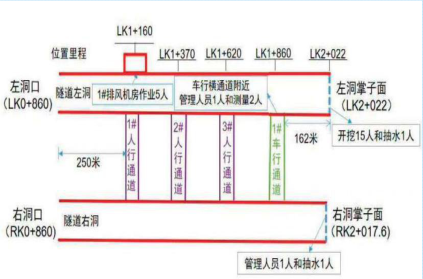 LK1+160
位置里程
LK1+370
LK1+620
LK1+860
LK2+022
左洞口
(LK0+860)
隧道左洞
1#排风机房作业5人
车行横通道附近
管理人员1人和测量2人
左洞掌子面
(LK2+022)
162米
开挖15人和抽水1人
250米
1#人行通道
2#人行通道
3#人行通道
1#车行通道
右洞口
(RK0+860)
隧道右洞
右洞掌子面
(RK2+017.6)
管理人员1人和抽水1人